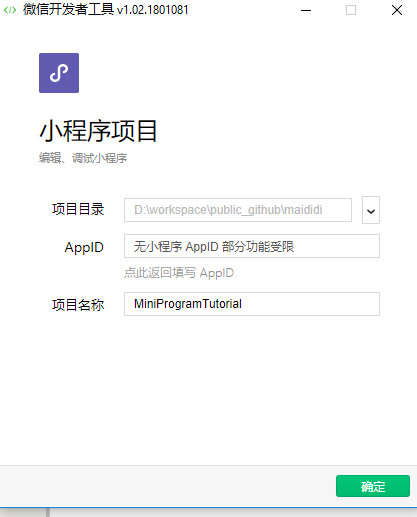 微信开发者工具 v1.02.1801081
小程序项目
编辑、调试小程序
项目目录 D:\workspace\public_github\maididi
AppID 无小程序 AppID 部分功能受限
点此返回填写 AppID
项目名称 MiniProgramTutorial
确定